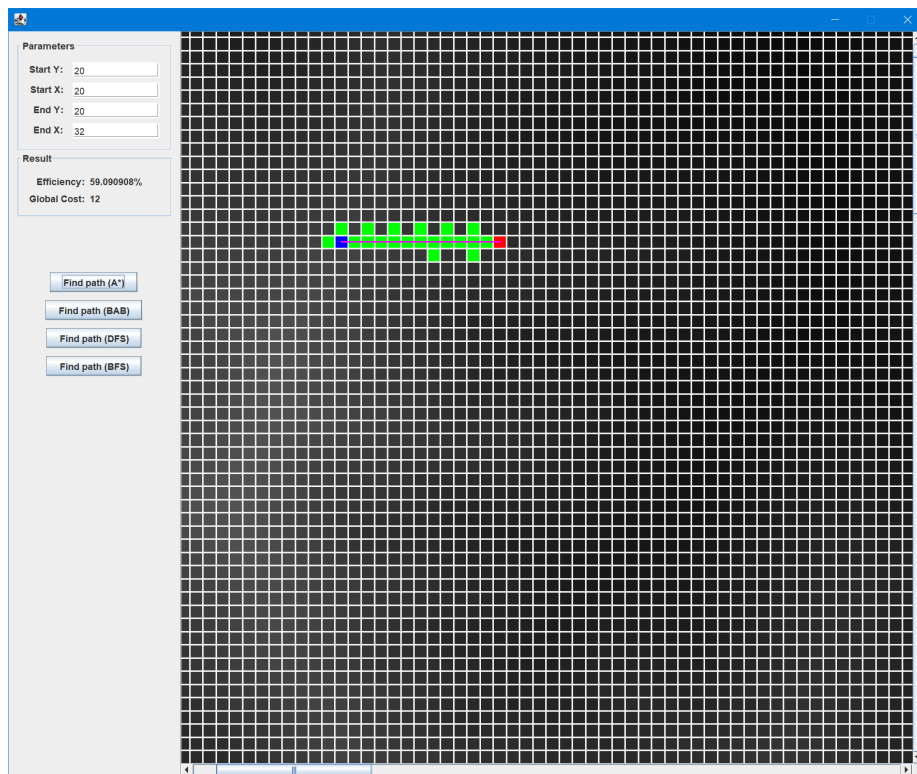 Parameters
Start Y: 20
Start X: 20
End Y: 20
End X: 32
Result
Efficiency: 59.090908%
Global Cost: 12
Find path (A*)
Find path (BAB)
Find path (DFS)
Find path (BFS)